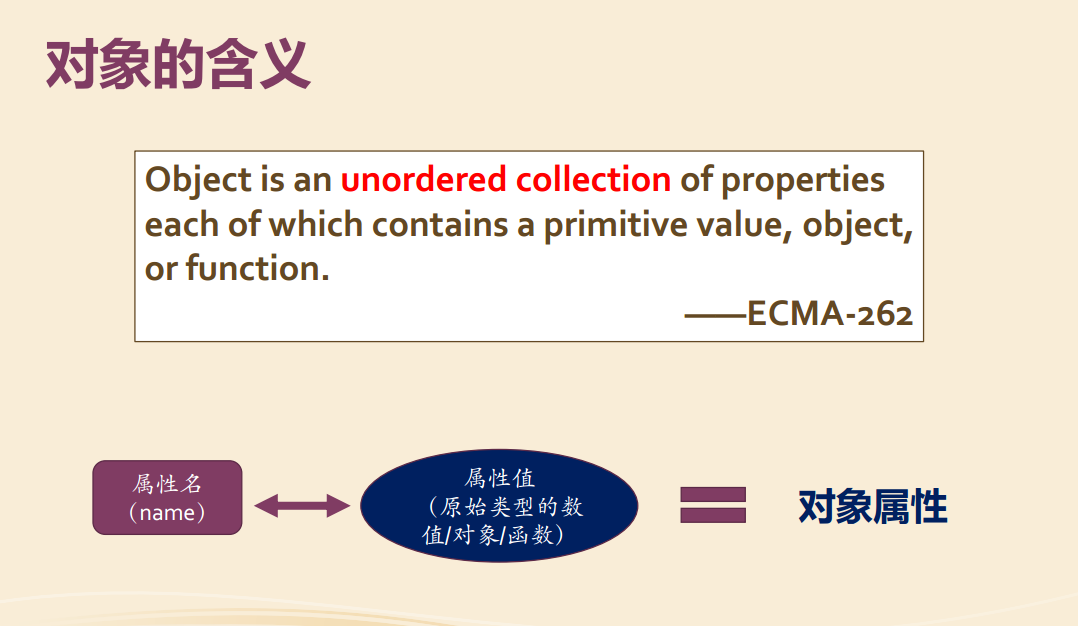 对象的含义
Object is an unordered collection of properties
each of which contains a primitive value, object,
or function.
——ECMA-262
属性名
（name）
属性值
（原始类型的数
值/对象/函数）
对象属性